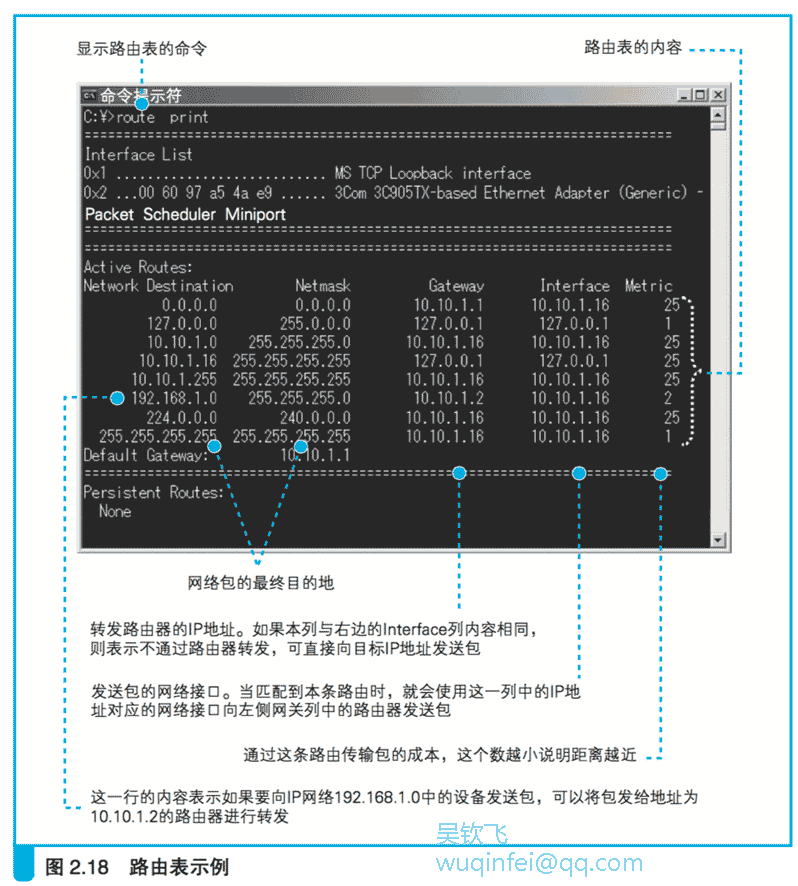 显示路由表的命令
路由表的内容
命令提示符
C:¥>route print
Interface List
0x1 ........................... MS TCP Loopback interface
0x2 ...00 60 97 a5 4a e9 ...... 3Com 3C905TX-based Ethernet Adapter (Generic) -
Packet Scheduler Miniport
Active Routes:
Network Destination Netmask Gateway Interface Metric
0.0.0.0 0.0.0.0 10.10.1.1 10.10.1.16 25
127.0.0.0 255.0.0.0 127.0.0.1 127.0.0.1 1
10.10.1.0 255.255.255.0 10.10.1.16 10.10.1.16 25
10.10.1.16 255.255.255.255 127.0.0.1 127.0.0.1 25
10.10.1.255 255.255.255.255 10.10.1.16 10.10.1.16 25
192.168.1.0 255.255.255.0 10.10.1.2 10.10.1.16 2
224.0.0.0 240.0.0.0 10.10.1.16 10.10.1.16 25
255.255.255.255 255.255.255.255 10.10.1.16 10.10.1.16 1
Default Gateway: 10.10.1.1
Persistent Routes:
None
网络包的最终目的地
转发路由器的IP地址。如果本列与右边的Interface列内容相同，
则表示不通过路由器转发，可直接向目标IP地址发送包
发送包的网络接口。当匹配到本条路由时，就会使用这一列中的IP地
址对应的网络接口向左侧网关列中的路由器发送包
通过这条路由传输包的成本，这个数越小说明距离越近
这一行的内容表示如果要向IP网络192.168.1.0中的设备发送包，可以将包发给地址为
10.10.1.2的路由器进行转发
吴钦飞
wuqinfei@qq.com
图 2.18 路由表示例